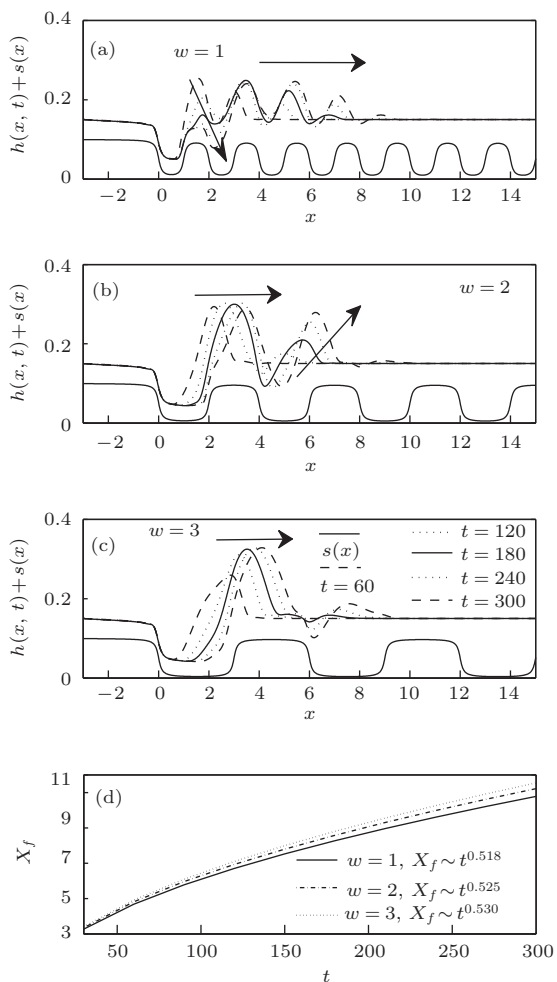 0.4
(a)
w = 1
h(x, t)+s(x)
0.2
0
−2 0 2 4 6 8 10 12 14
x
0.4
(b)
w = 2
h(x, t)+s(x)
0.2
0
−2 0 2 4 6 8 10 12 14
x
0.4
(c)
w = 3
s(x)
t = 60
t = 120
t = 180
t = 240
t = 300
h(x, t)+s(x)
0.2
0
−2 0 2 4 6 8 10 12 14
x
11
(d)
9
X_f
7
5
3
w = 1, X_f ∼ t^0.518
w = 2, X_f ∼ t^0.525
w = 3, X_f ∼ t^0.530
50 100 150 200 250 300
t